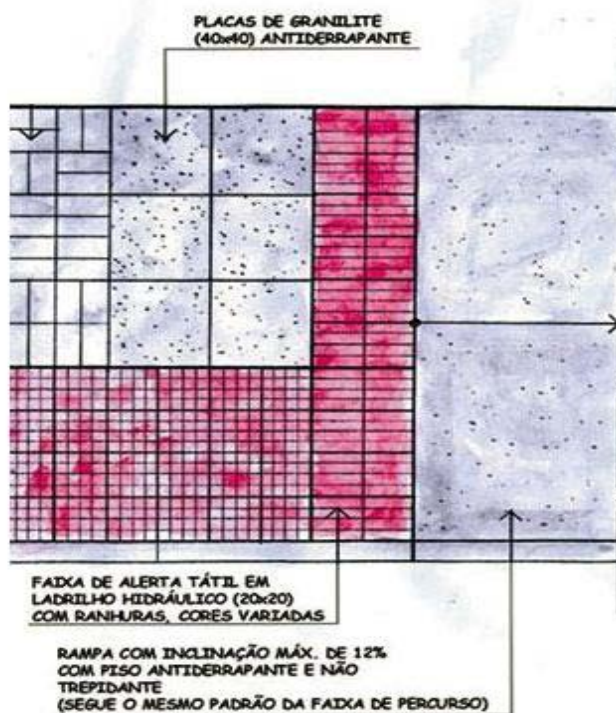 PLACAS DE GRANILITE
(40x40) ANTIDERRAPANTE
FAIXA DE ALERTA TÁTIL EM
LADRILHO HIDRÁULICO (20x20)
COM RANHURAS, CORES VARIADAS
RAMPA COM INCLINAÇÃO MÁX. DE 12%
COM PISO ANTIDERRAPANTE E NÃO
TREPIDANTE
(SEGUE O MESMO PADRÃO DA FAIXA DE PERCURSO)